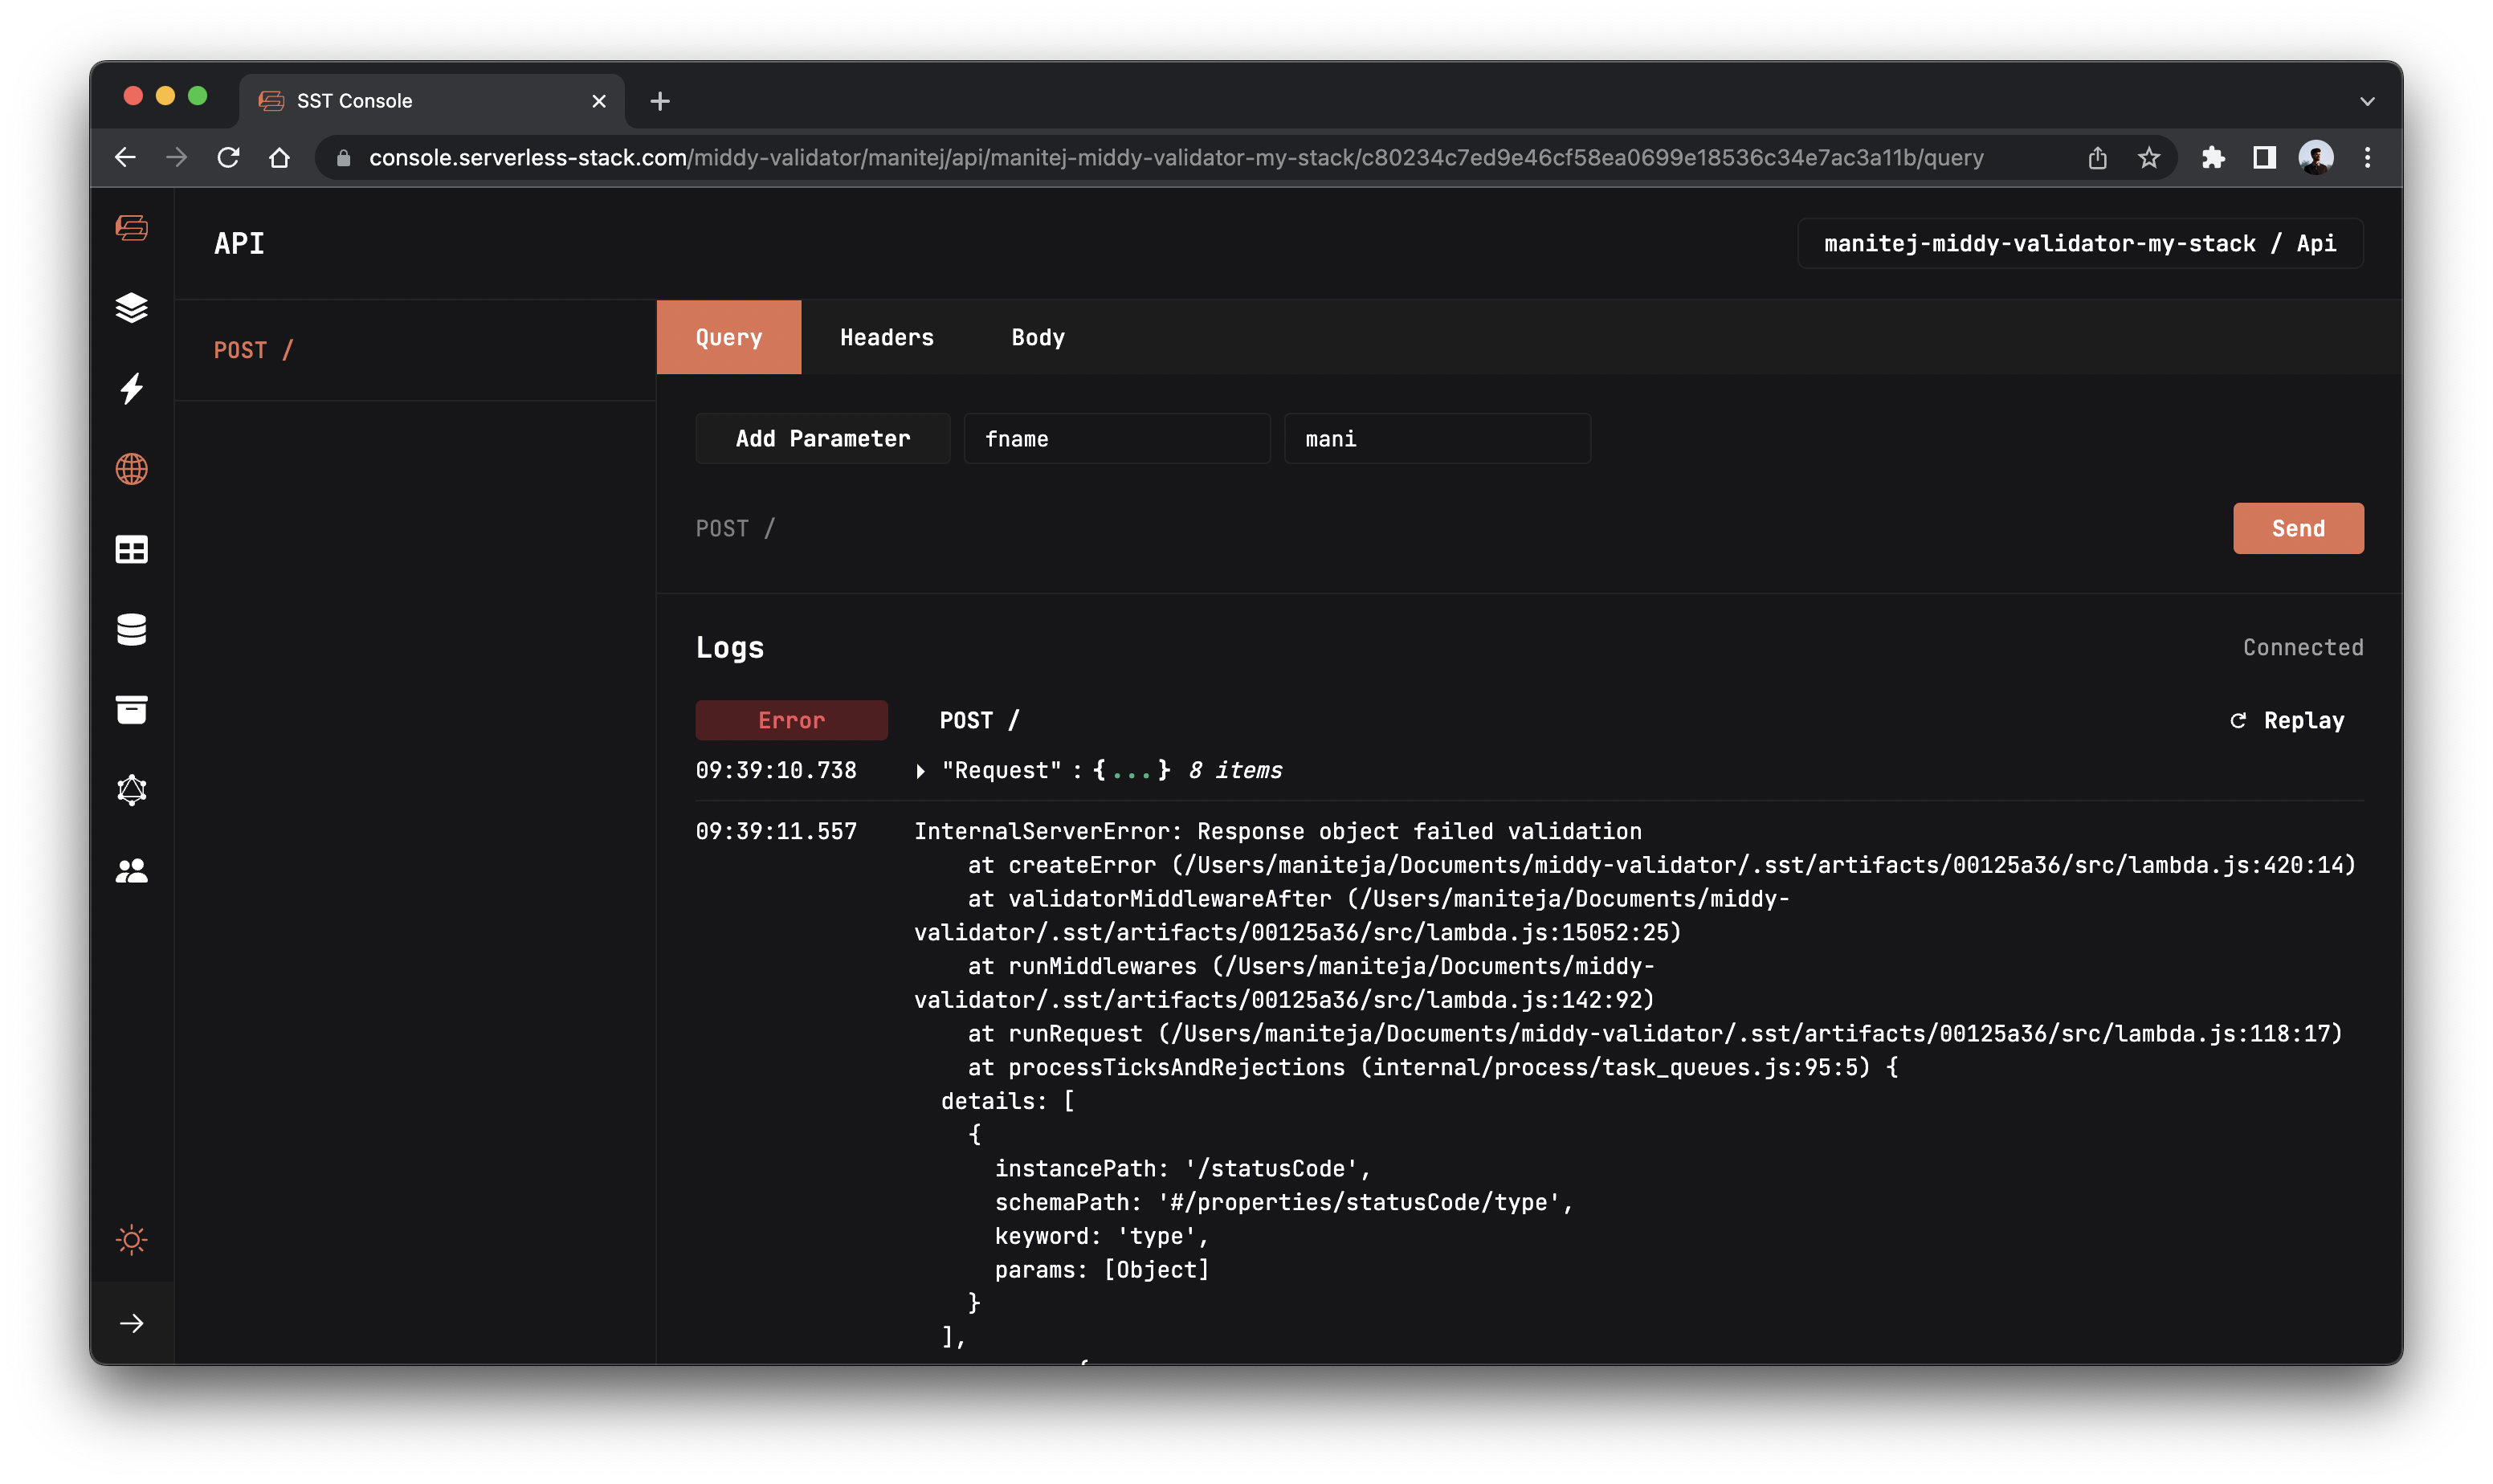 SST Console
console.serverless-stack.com/middy-validator/manitej/api/manitej-middy-validator-my-stack/c80234c7ed9e46cf58ea0699e18536c34e7ac3a11b/query
API
manitej-middy-validator-my-stack / Api
POST /
Query Headers Body
Add Parameter fname mani
POST / Send
Logs Connected
Error POST / Replay
09:39:10.738 "Request" : {...} 8 items
09:39:11.557 InternalServerError: Response object failed validation
at createError (/Users/maniteja/Documents/middy-validator/.sst/artifacts/00125a36/src/lambda.js:420:14)
at validatorMiddlewareAfter (/Users/maniteja/Documents/middy-
validator/.sst/artifacts/00125a36/src/lambda.js:15052:25)
at runMiddlewares (/Users/maniteja/Documents/middy-
validator/.sst/artifacts/00125a36/src/lambda.js:142:92)
at runRequest (/Users/maniteja/Documents/middy-validator/.sst/artifacts/00125a36/src/lambda.js:118:17)
at processTicksAndRejections (internal/process/task_queues.js:95:5) {
details: [
{
instancePath: '/statusCode',
schemaPath: '#/properties/statusCode/type',
keyword: 'type',
params: [Object]
}
],